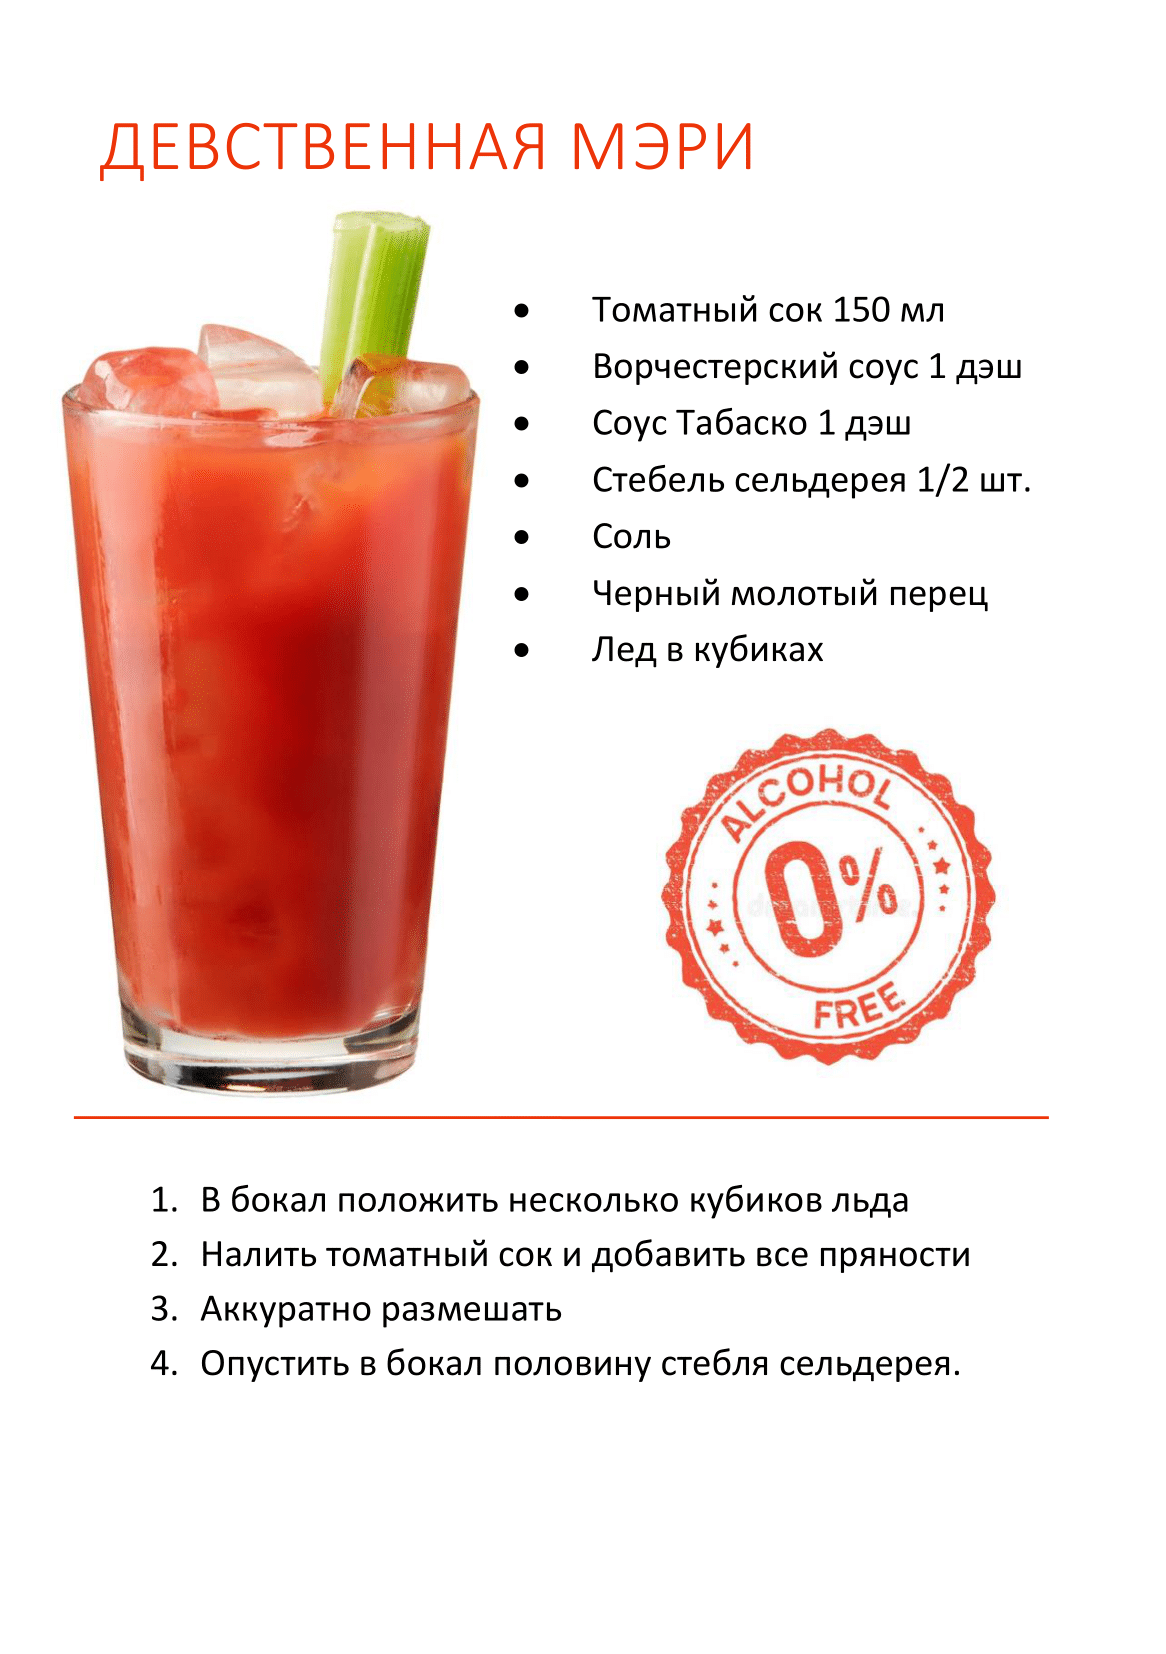 ДЕВСТВЕННАЯ МЭРИ
• Томатный сок 150 мл
• Ворчестерский соус 1 дэш
• Соус Табаско 1 дэш
• Стебель сельдерея 1/2 шт.
• Соль
• Черный молотый перец
• Лед в кубиках
ALCOHOL
0%
FREE
1. В бокал положить несколько кубиков льда
2. Налить томатный сок и добавить все пряности
3. Аккуратно размешать
4. Опустить в бокал половину стебля сельдерея.